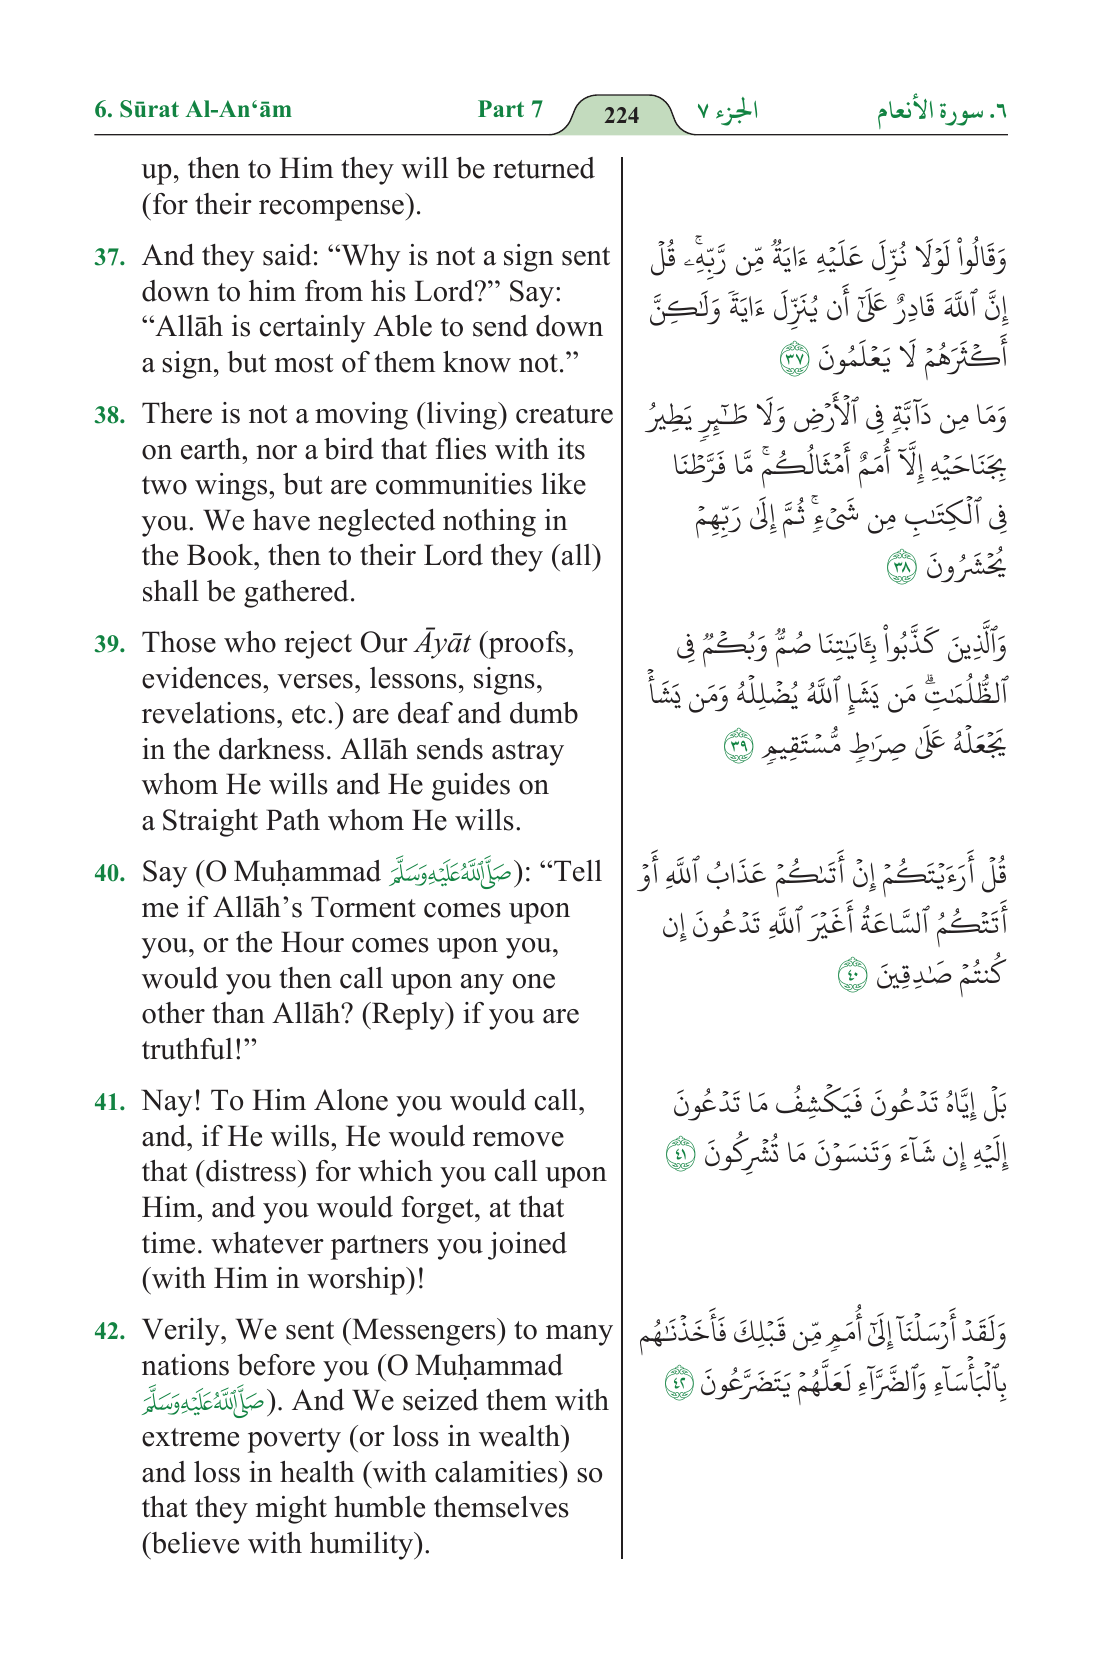 6. Sūrat Al-An‘ām
Part 7
224
الجزء ٧
٦. سورة الأنعام
up, then to Him they will be returned
(for their recompense).
37. And they said: “Why is not a sign sent
down to him from his Lord?” Say:
“Allāh is certainly Able to send down
a sign, but most of them know not.”
38. There is not a moving (living) creature
on earth, nor a bird that flies with its
two wings, but are communities like
you. We have neglected nothing in
the Book, then to their Lord they (all)
shall be gathered.
39. Those who reject Our Āyāt (proofs,
evidences, verses, lessons, signs,
revelations, etc.) are deaf and dumb
in the darkness. Allāh sends astray
whom He wills and He guides on
a Straight Path whom He wills.
40. Say (O Muḥammad صَلَّى ٱللَّهُ عَلَيْهِ وَسَلَّمَ): “Tell
me if Allāh’s Torment comes upon
you, or the Hour comes upon you,
would you then call upon any one
other than Allāh? (Reply) if you are
truthful!”
41. Nay! To Him Alone you would call,
and, if He wills, He would remove
that (distress) for which you call upon
Him, and you would forget, at that
time. whatever partners you joined
(with Him in worship)!
42. Verily, We sent (Messengers) to many
nations before you (O Muḥammad
صَلَّى ٱللَّهُ عَلَيْهِ وَسَلَّمَ). And We seized them with
extreme poverty (or loss in wealth)
and loss in health (with calamities) so
that they might humble themselves
(believe with humility).
وَقَالُوا۟ لَوْلَا نُزِّلَ عَلَيْهِ ءَايَةٌ مِّن رَّبِّهِۦ ۚ قُلْ
إِنَّ ٱللَّهَ قَادِرٌ عَلَىٰٓ أَن يُنَزِّلَ ءَايَةً وَلَـٰكِنَّ
أَكْثَرَهُمْ لَا يَعْلَمُونَ ٣٧
وَمَا مِن دَآبَّةٍ فِى ٱلْأَرْضِ وَلَا طَـٰٓئِرٍ يَطِيرُ
بِجَنَاحَيْهِ إِلَّآ أُمَمٌ أَمْثَالُكُم ۚ مَّا فَرَّطْنَا
فِى ٱلْكِتَـٰبِ مِن شَىْءٍ ۚ ثُمَّ إِلَىٰ رَبِّهِمْ
يُحْشَرُونَ ٣٨
وَٱلَّذِينَ كَذَّبُوا۟ بِـَٔايَـٰتِنَا صُمٌّ وَبُكْمٌ فِى
ٱلظُّلُمَـٰتِ ۗ مَن يَشَإِ ٱللَّهُ يُضْلِلْهُ وَمَن يَشَأْ
يَجْعَلْهُ عَلَىٰ صِرَٰطٍ مُّسْتَقِيمٍ ٣٩
قُلْ أَرَءَيْتَكُمْ إِنْ أَتَىٰكُمْ عَذَابُ ٱللَّهِ أَوْ
أَتَتْكُمُ ٱلسَّاعَةُ أَغَيْرَ ٱللَّهِ تَدْعُونَ إِن
كُنتُمْ صَـٰدِقِينَ ٤٠
بَلْ إِيَّاهُ تَدْعُونَ فَيَكْشِفُ مَا تَدْعُونَ
إِلَيْهِ إِن شَآءَ وَتَنسَوْنَ مَا تُشْرِكُونَ ٤١
وَلَقَدْ أَرْسَلْنَآ إِلَىٰٓ أُمَمٍ مِّن قَبْلِكَ فَأَخَذْنَـٰهُم
بِٱلْبَأْسَآءِ وَٱلضَّرَّآءِ لَعَلَّهُمْ يَتَضَرَّعُونَ ٤٢